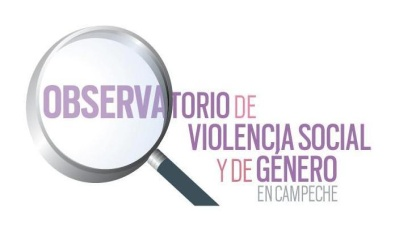 OBSERVATORIO DE
VIOLENCIA SOCIAL
Y DE GÉNERO
EN CAMPECHE